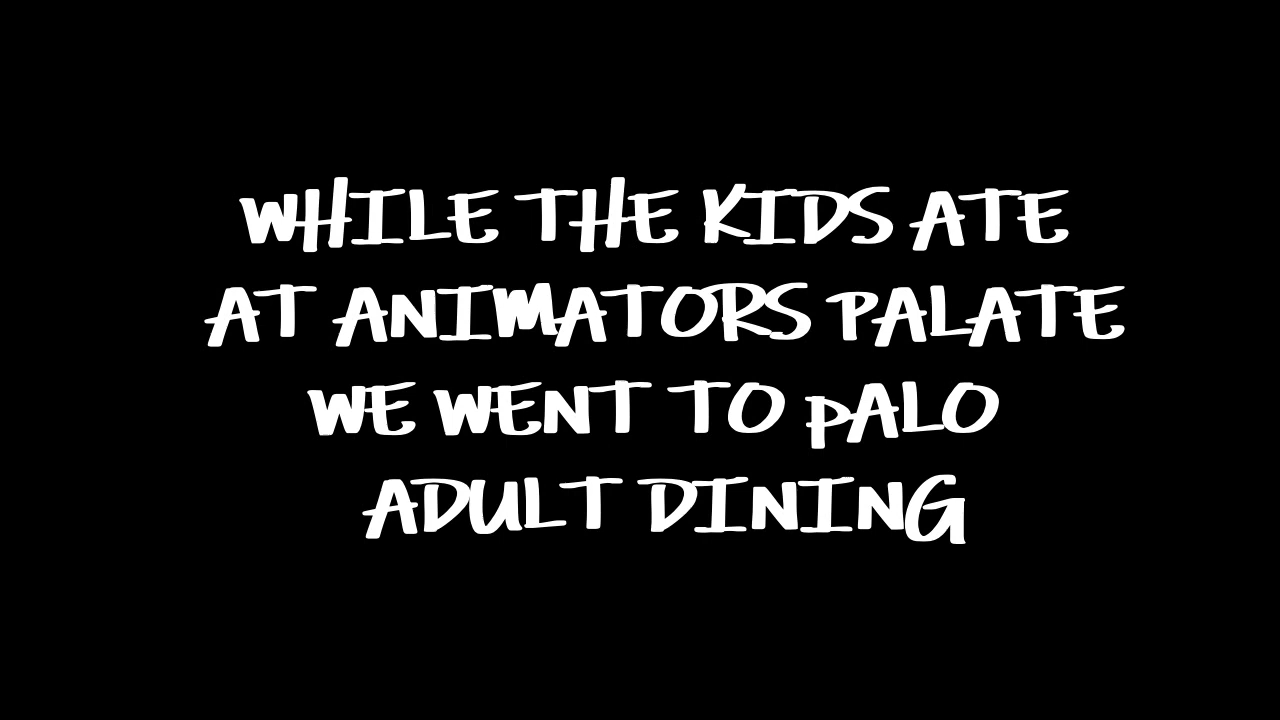 WHILE THE KIDS ATE
AT ANIMATORS PALATE
WE WENT TO PALO
ADULT DINING